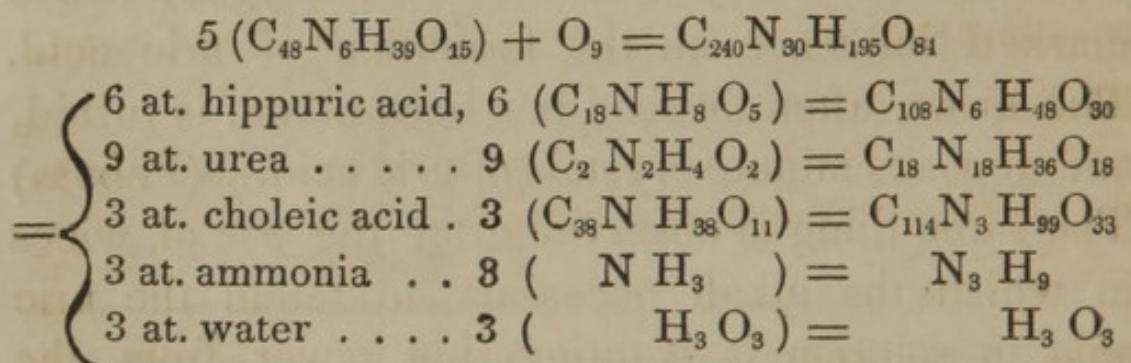 5 (C₄₈N₆H₃₉O₁₅) + O₉ = C₂₄₀N₃₀H₁₉₅O₈₄
6 at. hippuric acid, 6 (C₁₈N H₈ O₅) = C₁₀₈N₆ H₄₈O₃₀
9 at. urea . . . . . 9 (C₂ N₂H₄ O₂) = C₁₈ N₁₈H₃₆O₁₈
= { 3 at. choleic acid . 3 (C₃₈N H₃₈O₁₁) = C₁₁₄N₃ H₉₉O₃₃
3 at. ammonia . . 8 ( N H₃ ) = N₃ H₉
3 at. water . . . . 3 ( H₃ O₃ ) = H₃ O₃